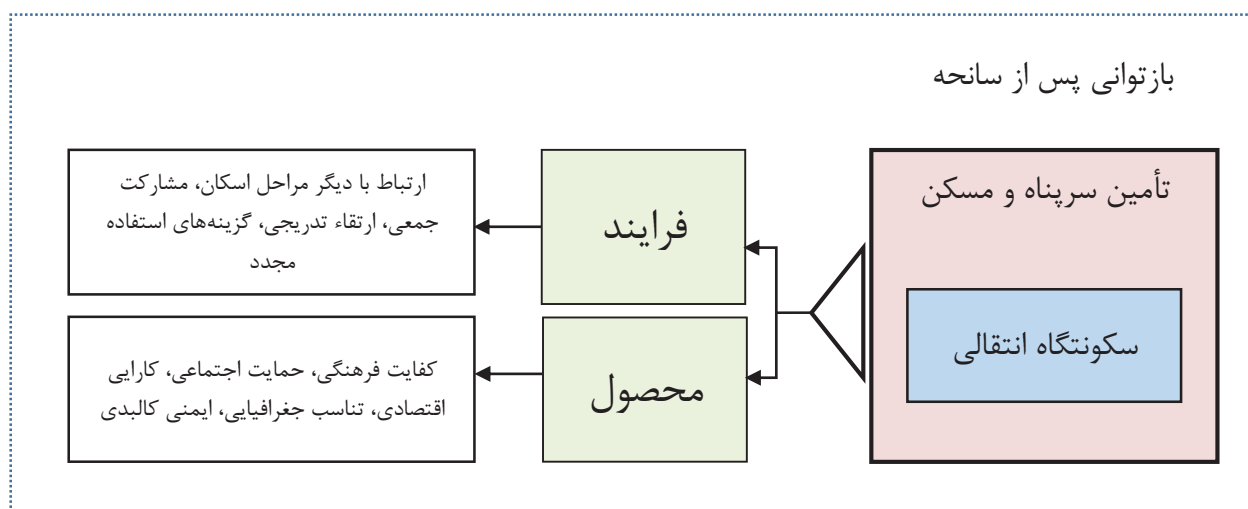 بازتوانی پس از سانحه
تأمین سرپناه و مسکن
سکونتگاه انتقالی
فرایند
ارتباط با دیگر مراحل اسکان، مشارکت
جمعی، ارتقاء تدریجی، گزینه‌های استفاده
مجدد
محصول
کفایت فرهنگی، حمایت اجتماعی، کارایی
اقتصادی، تناسب جغرافیایی، ایمنی کالبدی